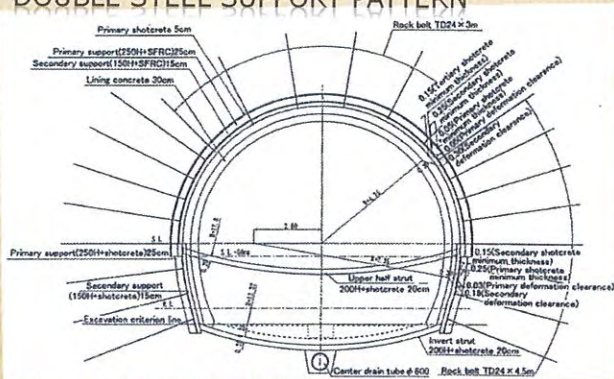 DOUBLE STEEL SUPPORT PATTERN
Primary shotcrete 5cm
Rock bolt TD24×3m
Primary support(250H+SFRC)25cm
Secondary support(150H+SFRC)15cm
Lining concrete 30cm
0.15(Tertiary shotcrete
minimum thickness)
0.25(Secondary shotcrete
minimum thickness)
0.05(Primary shotcrete
minimum thickness)
(Primary deformation clearance)
(Secondary
deformation clearance)
2.80
S.L
S.L
Primary support(250H+shotcrete)25cm
0.15(Secondary shotcrete
minimum thickness)
0.25(Primary shotcrete
minimum thickness)
0.03(Primary deformation clearance)
0.18(Secondary
deformation clearance)
Upper half strut
200H+shotcrete 20cm
Secondary support
(150H+shotcrete)15cm
Excavation criterion line
Invert strut
200H+shotcrete 20cm
Center drain tube φ600
Rock bolt TD24×4.5m